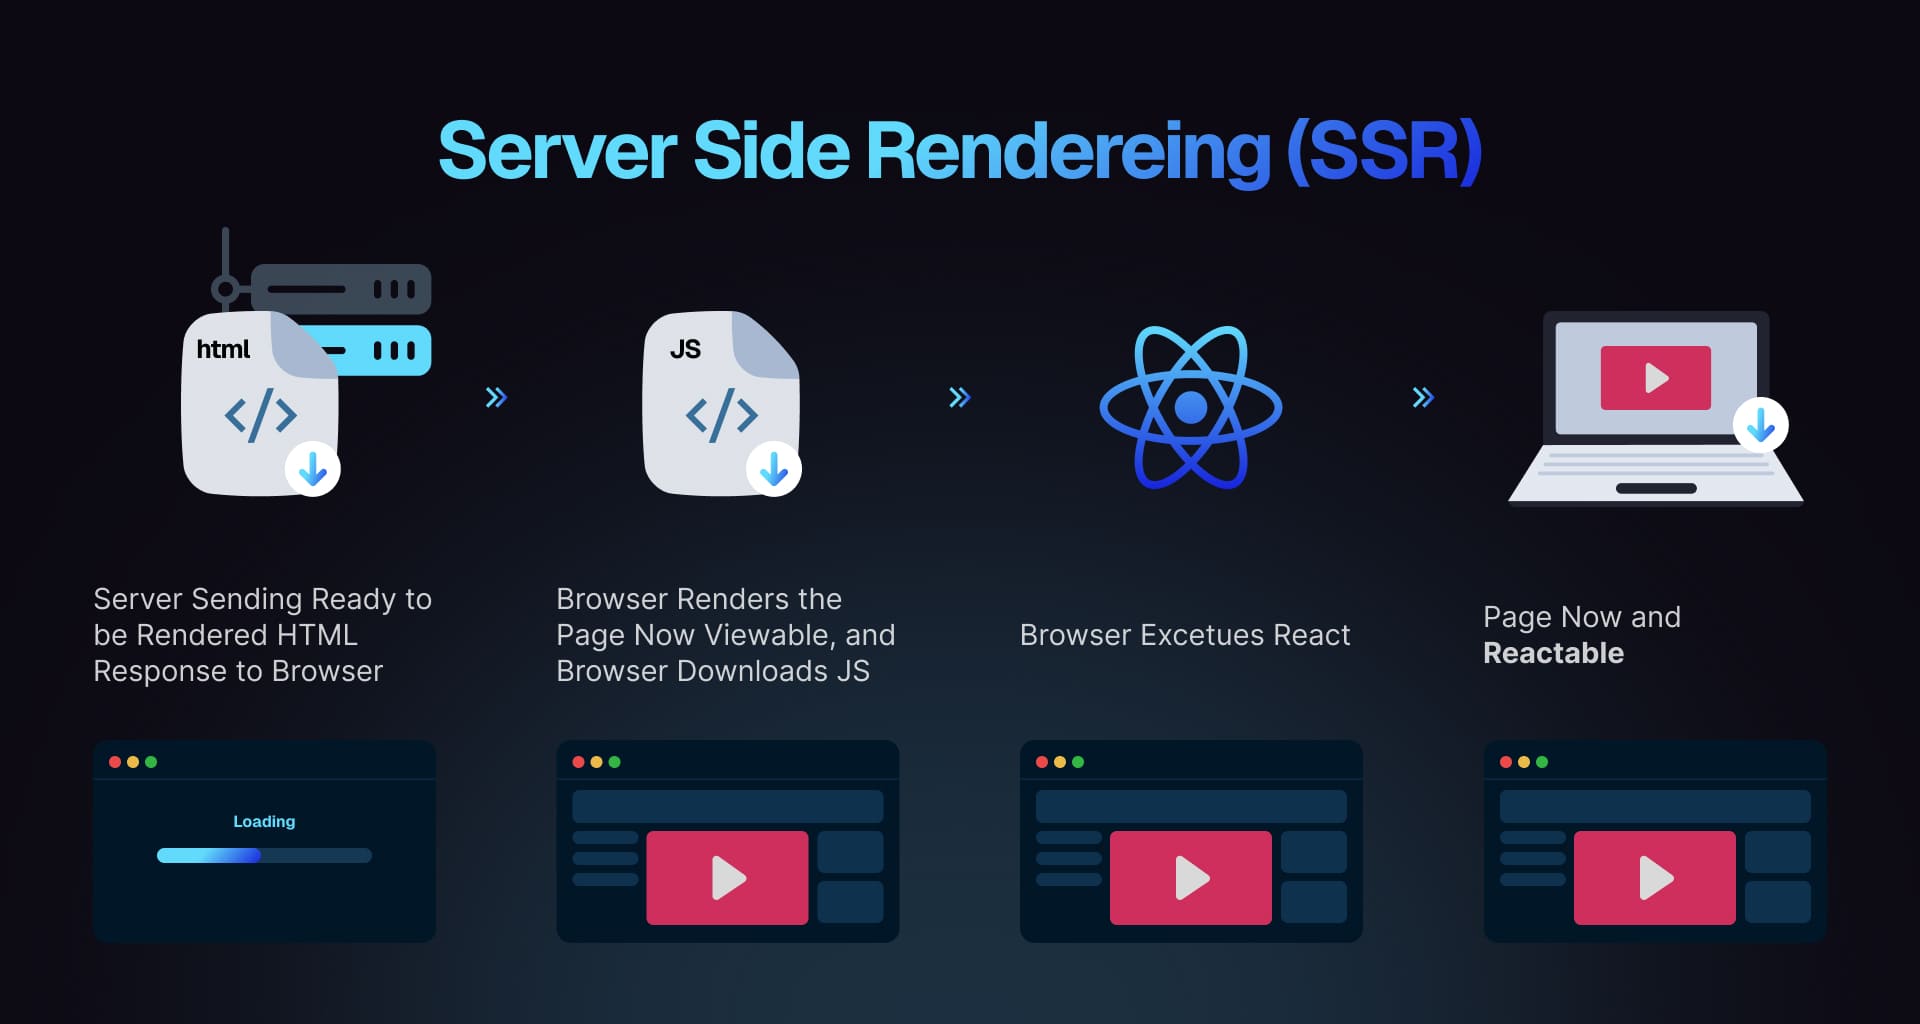 Server Side Rendereing (SSR)
html
JS
Server Sending Ready to
be Rendered HTML
Response to Browser
Browser Renders the
Page Now Viewable, and
Browser Downloads JS
Browser Excetues React
Page Now and
Reactable
Loading